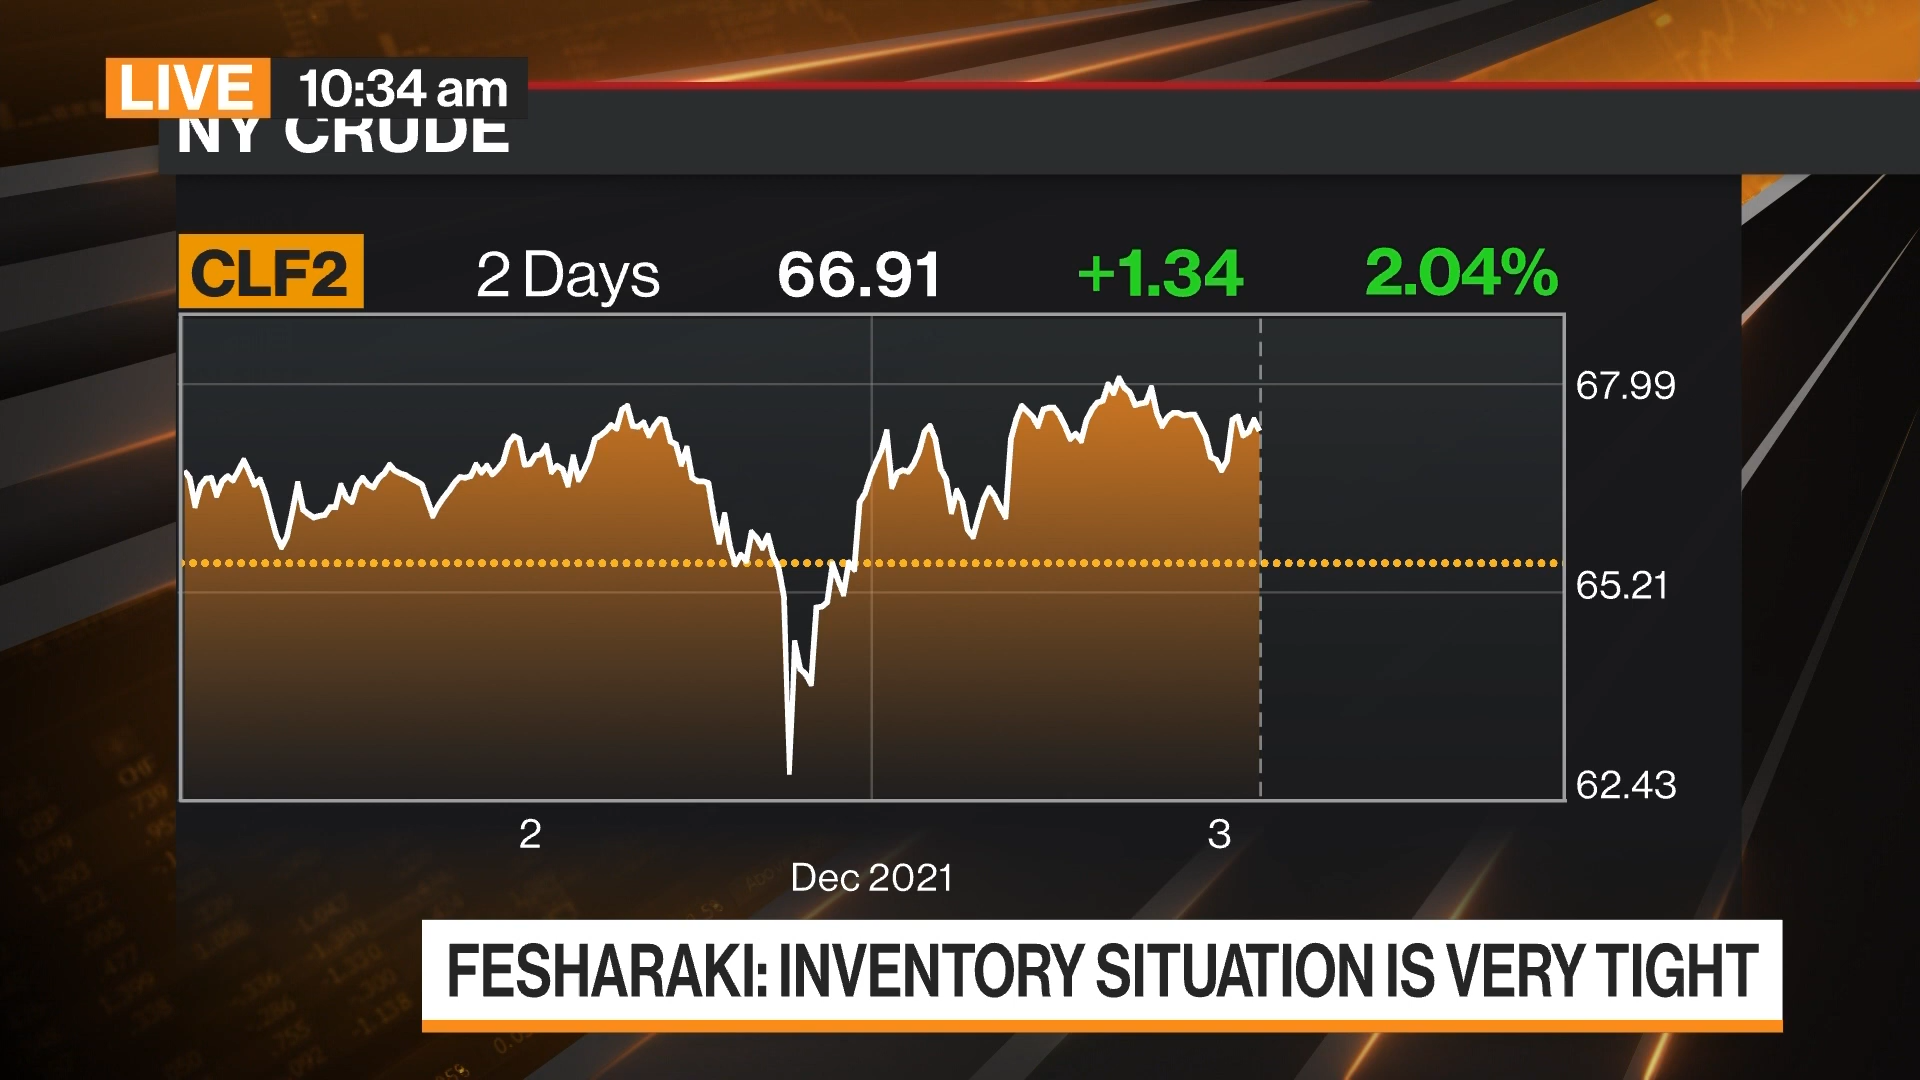 LIVE 10:34 am
NY CRUDE
CLF2 2 Days 66.91 +1.34 2.04%
67.99
65.21
62.43
2 3
Dec 2021
FESHARAKI: INVENTORY SITUATION IS VERY TIGHT